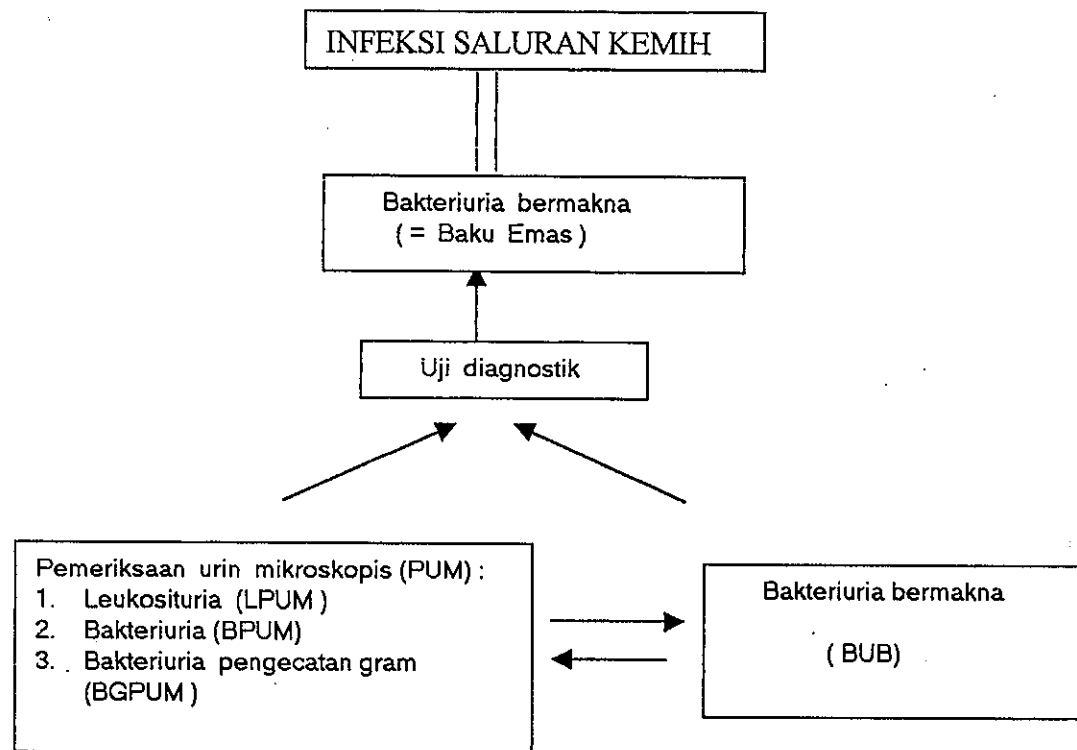 INFEKSI SALURAN KEMIH
Bakteriuria bermakna
( = Baku Emas )
Uji diagnostik
Pemeriksaan urin mikroskopis (PUM) :
1. Leukosituria (LPUM )
2. Bakteriuria (BPUM)
3. Bakteriuria pengecatan gram
(BGPUM )
Bakteriuria bermakna
( BUB)